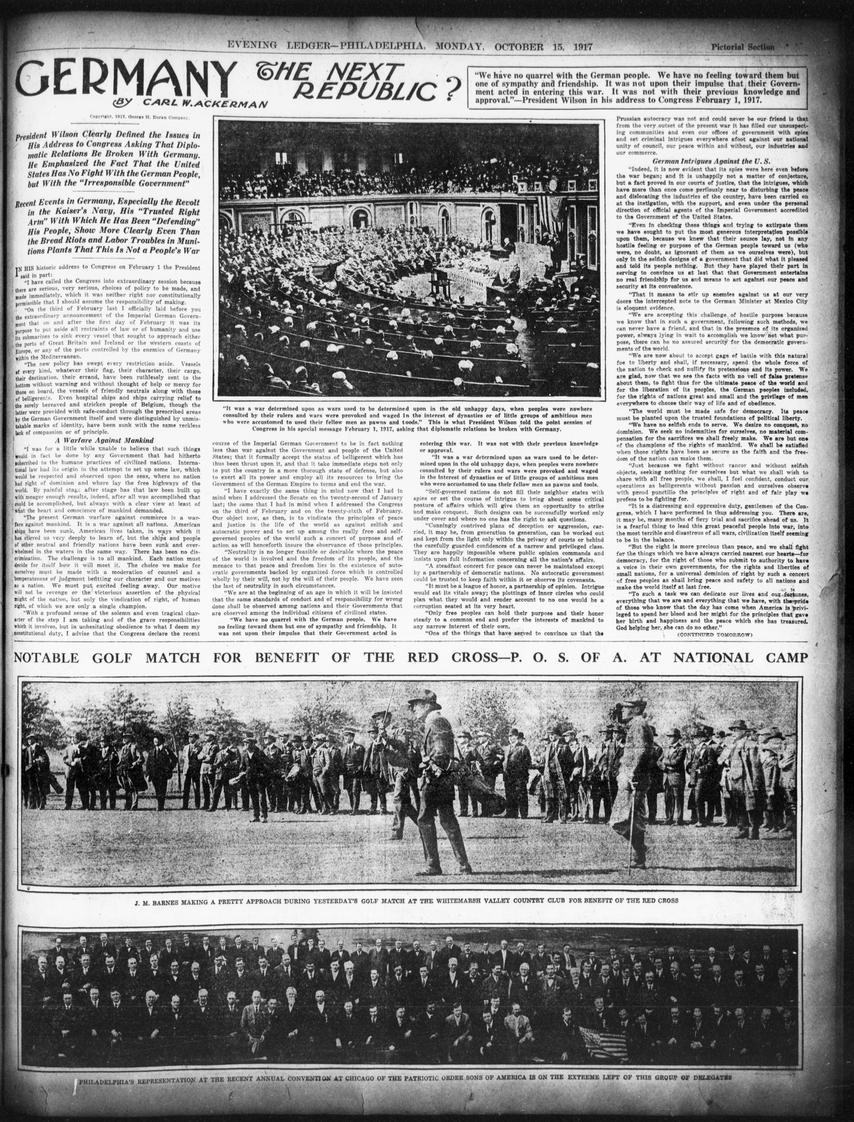 EVENING LEDGER—PHILADELPHIA, MONDAY, OCTOBER 15, 1917
Pictorial Section
GERMANY THE NEXT REPUBLIC?
BY CARL W. ACKERMAN
"We have no quarrel with the German people. We have no feeling toward them but
one of sympathy and friendship. It was not upon their impulse that their Govern-
ment acted in entering this war. It was not with their previous knowledge and
approval."—President Wilson in his address to Congress February 1, 1917.
Copyright, 1917, George H. Doran Company.
President Wilson Clearly Defined the Issues in
His Address to Congress Asking That Diplo-
matic Relations Be Broken With Germany.
He Emphasized the Fact That the United
States Has No Fight With the German People,
but With the "Irresponsible Government"
Recent Events in Germany, Especially the Revolt
in the Kaiser's Navy, His "Trusted Right
Arm" With Which He Has Been "Defending"
His People, Show More Clearly Even Than
the Bread Riots and Labor Troubles in Muni-
tions Plants That This Is Not a People's War
IN HIS historic address to Congress on February 1 the President
said in part:
"I have called the Congress into extraordinary session because
there are serious, very serious, choices of policy to be made, and
made immediately, which it was neither right nor constitutionally
permissible that I should assume the responsibility of making.
"On the third of February last I officially laid before you
the extraordinary announcement of the Imperial German Govern-
ment that on and after the first day of February it was its
purpose to put aside all restraints of law or of humanity and use
its submarines to sink every vessel that sought to approach either
the ports of Great Britain and Ireland or the western coasts of
Europe, or any of the ports controlled by the enemies of Germany
within the Mediterranean.
"The new policy has swept every restriction aside. Vessels
of every kind, whatever their flag, their character, their cargo,
their destination, their errand, have been ruthlessly sent to the
bottom without warning and without thought of help or mercy for
those on board, the vessels of friendly neutrals along with those
of belligerents. Even hospital ships and ships carrying relief to
the sorely bereaved and stricken people of Belgium, though the
latter were provided with safe-conduct through the prescribed areas
by the German Government itself and were distinguished by unmis-
takable marks of identity, have been sunk with the same reckless
lack of compassion or of principle.
A Warfare Against Mankind
"I was for a little while unable to believe that such things
would in fact be done by any Government that had hitherto
subscribed to the humane practices of civilized nations. Interna-
tional law had its origin in the attempt to set up some law, which
would be respected and observed upon the seas, where no nation
had right of dominion and where lay the free highways of the
world. By painful stage after stage has that law been built up
with meager enough results, indeed, after all was accomplished that
could be accomplished, but always with a clear view at least of
what the heart and conscience of mankind demanded.
"The present German warfare against commerce is a war-
fare against mankind. It is a war against all nations. American
ships have been sunk, American lives taken, in ways which it
has stirred us very deeply to learn of, but the ships and people
of other neutral and friendly nations have been sunk and over-
whelmed in the waters in the same way. There has been no dis-
crimination. The challenge is to all mankind. Each nation must
decide for itself how it will meet it. The choice we make for
ourselves must be made with a moderation of counsel and a
temperateness of judgment befitting our character and our motives
as a nation. We must put excited feeling away. Our motive
will not be revenge or the victorious assertion of the physical
might of the nation, but only the vindication of right, of human
right, of which we are only a single champion.
"With a profound sense of the solemn and even tragical char-
acter of the step I am taking and of the grave responsibilities
which it involves, but in unhesitating obedience to what I deem my
constitutional duty, I advise that the Congress declare the recent
"It was a war determined upon as wars used to be determined upon in the old unhappy days, when peoples were nowhere
consulted by their rulers and wars were provoked and waged in the interest of dynasties or of little groups of ambitious men
who were accustomed to used their fellow men as pawns and tools." This is what President Wilson told the point session of
Congress in his special message February 1, 1917, asking that diplomatic relations be broken with Germany.
course of the Imperial German Government to be in fact nothing
less than war against the Government and people of the United
States; that it formally accept the status of belligerent which has
thus been thrust upon it, and that it take immediate steps not only
to put the country in a more thorough state of defense, but also
to exert all its power and employ all its resources to bring the
Government of the German Empire to terms and end the war.
"I have exactly the same thing in mind now that I had in
mind when I addressed the Senate on the twenty-second of January
last; the same that I had in mind when I addressed the Congress
on the third of February and on the twenty-sixth of February.
Our object now, as then, is to vindicate the principles of peace
and justice in the life of the world as against selfish and
autocratic power and to set up among the really free and self-
governed peoples of the world such a concert of purpose and of
action as will henceforth insure the observance of those principles.
"Neutrality is no longer feasible or desirable where the peace
of the world is involved and the freedom of its people, and the
menace to that peace and freedom lies in the existence of auto-
cratic governments backed by organized force which is controlled
wholly by their will, not by the will of their people. We have seen
the last of neutrality in such circumstances.
"We are at the beginning of an age in which it will be insisted
that the same standards of conduct and of responsibility for wrong
done shall be observed among nations and their Governments that
are observed among the individual citizens of civilized states.
"We have no quarrel with the German people. We have
no feeling toward them but one of sympathy and friendship. It
was not upon their impulse that their Government acted in
entering this war. It was not with their previous knowledge
or approval.
"It was a war determined upon as wars used to be deter-
mined upon in the old, unhappy days, when peoples were nowhere
consulted by their rulers and wars were provoked and waged
in the interest of dynasties or of little groups of ambitious men
who were accustomed to use their fellow men as pawns and tools.
"Self-governed nations do not fill their neighbor states with
spies or set the course of intrigue to bring about some critical
posture of affairs which will give them an opportunity to strike
and make conquest. Such designs can be successfully worked only
under cover and where no one has the right to ask questions.
"Cunningly contrived plans of deception or aggression, car-
ried, it may be, from generation to generation, can be worked out
and kept from the light only within the privacy of courts or behind
the carefully guarded confidences of a narrow and privileged class.
They are happily impossible where public opinion commands and
insists upon full information concerning all the nation's affairs.
"A steadfast concert for peace can never be maintained except
by a partnership of democratic nations. No autocratic government
could be trusted to keep faith within it or observe its covenants.
"It must be a league of honor, a partnership of opinion. Intrigue
would eat its vitals away; the plottings of inner circles who could
plan what they would and render account to no one would be a
corruption seated at its very heart.
"Only free peoples can hold their purpose and their honor
steady to a common end and prefer the interests of mankind to
any narrow interest of their own.
"One of the things that have served to convince us that the
Prussian autocracy was not and could never be our friend is that
from the very outset of the present war it has filled our unsuspect-
ing communities and even our offices of government with spies
and set criminal intrigues everywhere afoot against our national
unity of council, our peace within and without, our industries and
our commerce.
German Intrigues Against the U. S.
"Indeed, it is now evident that its spies were here even before
the war began; and it is unhappily not a matter of conjecture,
but a fact proved in our courts of justice, that the intrigues, which
have more than once come perilously near to disturbing the peace
and dislocating the industries of the country, have been carried on
at the instigation, with the support, and even under the personal
direction of official agents of the Imperial Government accredited
to the Government of the United States.
"Even in checking these things and trying to extirpate them
we have sought to put the most generous interpretation possible
upon them, because we knew that their source lay, not in any
hostile feeling or purpose of the German people toward us (who
were, no doubt, as ignorant of them as we ourselves were), but
only in the selfish designs of a government that did what it pleased
and told its people nothing. But they have played their part in
serving to convince us at last that that Government entertains
no real friendship for us and means to act against our peace and
security at its convenience.
"That it means to stir up enemies against us at our very
doors the intercepted note to the German Minister at Mexico City
is eloquent evidence.
"We are accepting this challenge of hostile purpose because
we know that in such a government, following such methods, we
can never have a friend, and that in the presence of its organized
power, always lying in wait to accomplish we know not what pur-
pose, there can be no assured security for the democratic govern-
ments of the world.
"We are now about to accept gage of battle with this natural
foe to liberty and shall, if necessary, spend the whole force of
the nation to check and nullify its pretensions and its power. We
are glad, now that we see the facts with no veil of false pretense
about them, to fight thus for the ultimate peace of the world and
for the liberation of its peoples, the German peoples included,
for the rights of nations great and small and the privilege of men
everywhere to choose their way of life and of obedience.
"The world must be made safe for democracy. Its peace
must be planted upon the trusted foundations of political liberty.
"We have no selfish ends to serve. We desire no conquest, no
dominion. We seek no indemnities for ourselves, no material com-
pensation for the sacrifices we shall freely make. We are but one
of the champions of the rights of mankind. We shall be satisfied
when those rights have been as secure as the faith and the free-
dom of the nation can make them.
"Just because we fight without rancor and without selfish
objects, seeking nothing for ourselves but what we shall wish to
share with all free people, we shall, I feel confident, conduct our
operations as belligerents without passion and ourselves observe
with proud punctilio the principles of right and of fair play we
profess to be fighting for.
"It is a distressing and oppressive duty, gentlemen of the Con-
gress, which I have performed in thus addressing you. There are,
it may be, many months of fiery trial and sacrifice ahead of us. It
is a fearful thing to lead this great peaceful people into war, into
the most terrible and disastrous of all wars, civilization itself seeming
to be in the balance.
"But the right is more precious than peace, and we shall fight
for the things which we have always carried nearest our hearts—for
democracy, for the right of those who submit to authority to have
a voice in their own governments, for the rights and liberties of
small nations, for a universal dominion of right by such a concert
of free peoples as shall bring peace and safety to all nations and
make the world itself at last free.
"To such a task we can dedicate our lives and our fortunes,
everything that we are and everything that we have, with the pride
of those who know that the day has come when America is privi-
leged to spend her blood and her might for the principles that gave
her birth and happiness and the peace which she has treasured.
God helping her, she can do no other."
(CONTINUED TOMORROW)
NOTABLE GOLF MATCH FOR BENEFIT OF THE RED CROSS—P. O. S. OF A. AT NATIONAL CAMP
J. M. BARNES MAKING A PRETTY APPROACH DURING YESTERDAY'S GOLF MATCH AT THE WHITEMARSH VALLEY COUNTRY CLUB FOR BENEFIT OF THE RED CROSS
PHILADELPHIA'S REPRESENTATION AT THE RECENT ANNUAL CONVENTION AT CHICAGO OF THE PATRIOTIC ORDER SONS OF AMERICA IS ON THE EXTREME LEFT OF THIS GROUP OF DELEGATES